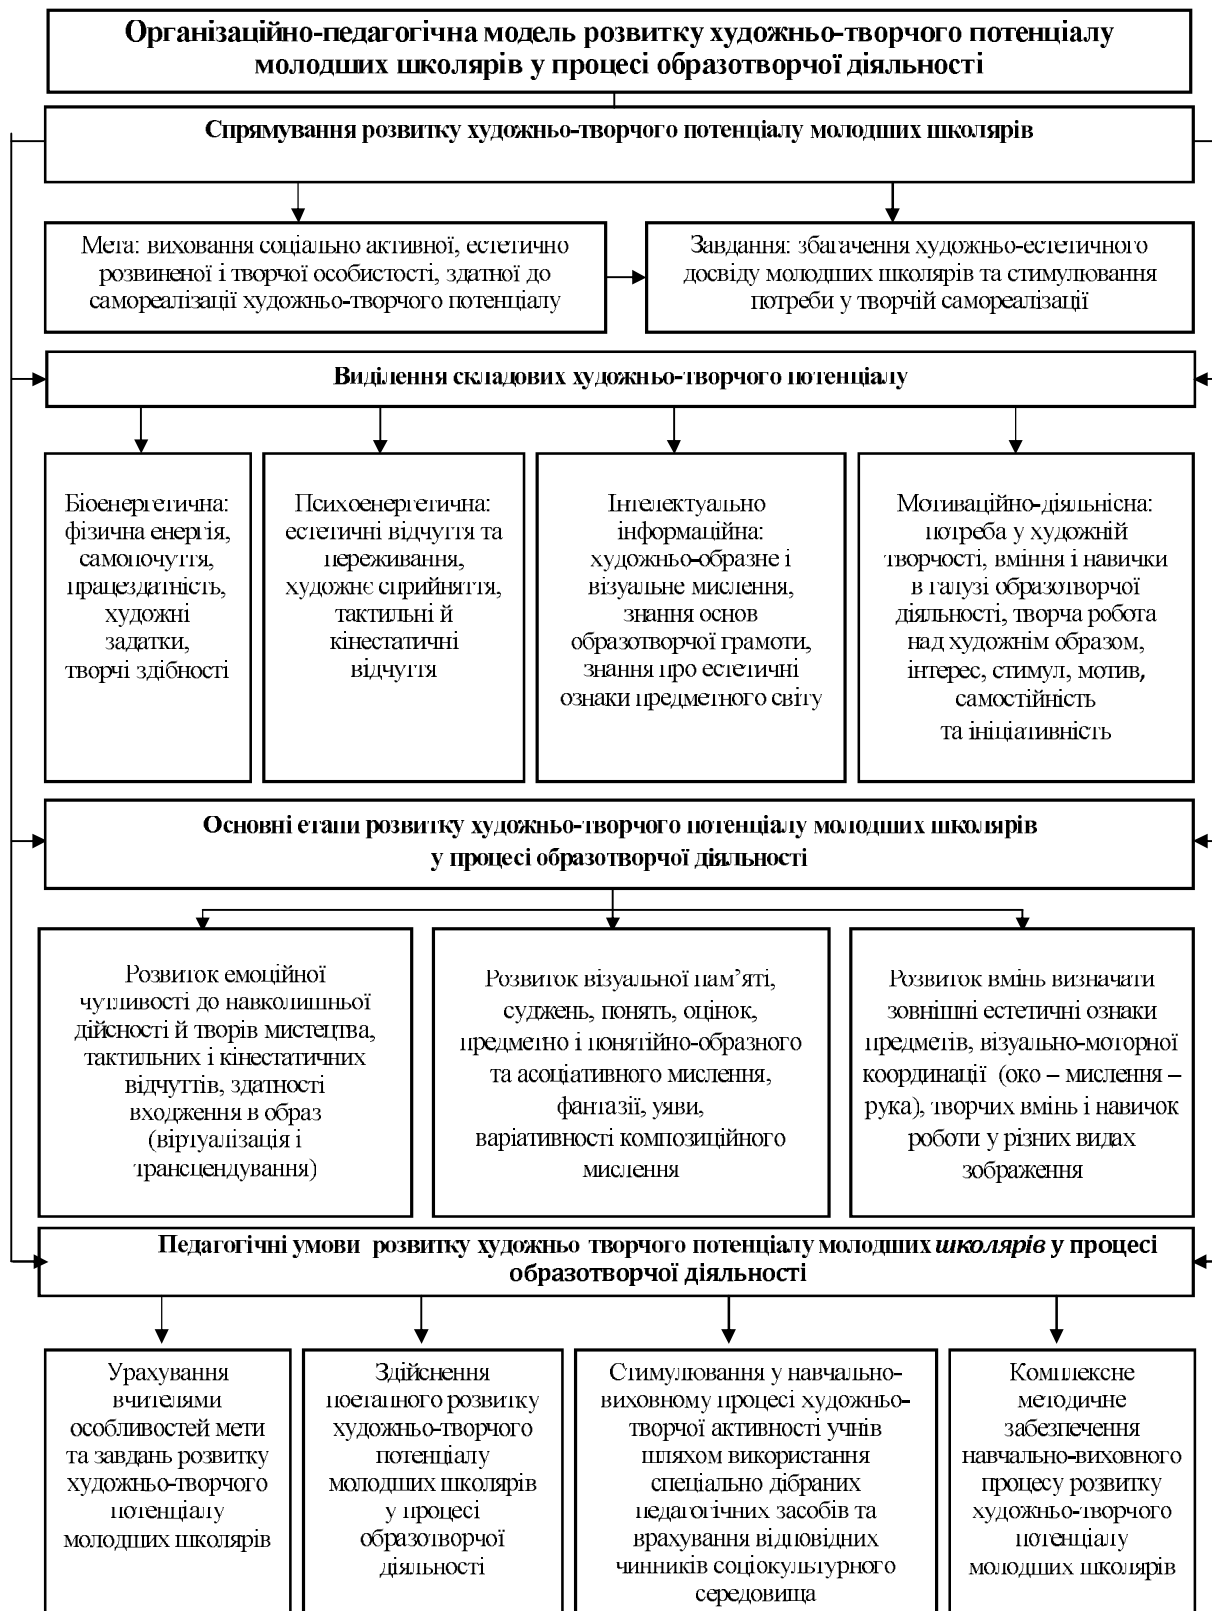 Організаційно-педагогічна модель розвитку художньо-творчого потенціалу
молодших школярів у процесі образотворчої діяльності
Спрямування розвитку художньо-творчого потенціалу молодших школярів
Мета: виховання соціально активної, естетично
розвиненої і творчої особистості, здатної до
самореалізації художньо-творчого потенціалу
Завдання: збагачення художньо-естетичного
досвіду молодших школярів та стимулювання
потреби у творчій самореалізації
Виділення складових художньо-творчого потенціалу
Біоенергетична:
фізична енергія,
самопочуття,
працездатність,
художні
задатки,
творчі здібності
Психоенергетична:
естетичні відчуття та
переживання,
художнє сприйняття,
тактильні й
кінестатичні
відчуття
Інтелектуально
інформаційна:
художньо-образне і
візуальне мислення,
знання основ
образотворчої грамоти,
знання про естетичні
ознаки предметного світу
Мотиваційно-діяльнісна:
потреба у художній
творчості, вміння і навички
в галузі образотворчої
діяльності, творча робота
над художнім образом,
інтерес, стимул, мотив,
самостійність
та ініціативність
Основні етапи розвитку художньо-творчого потенціалу молодших школярів
у процесі образотворчої діяльності
Розвиток емоційної
чутливості до навколишньої
дійсності й творів мистецтва,
тактильних і кінестатичних
відчуттів, здатності
входження в образ
(віртуалізація і
трансцендування)
Розвиток візуальної пам’яті,
суджень, понять, оцінок,
предметно і понятійно-образного
та асоціативного мислення,
фантазії, уяви,
варіативності композиційного
мислення
Розвиток вмінь визначати
зовнішні естетичні ознаки
предметів, візуально-моторної
координації (око – мислення –
рука), творчих вмінь і навичок
роботи у різних видах
зображення
Педагогічні умови розвитку художньо творчого потенціалу молодших школярів у процесі
образотворчої діяльності
Урахування
вчителями
особливостей мети
та завдань розвитку
художньо-творчого
потенціалу
молодших школярів
Здійснення
поетапного розвитку
художньо-творчого
потенціалу
молодших школярів
у процесі
образотворчої
діяльності
Стимулювання у навчально-
виховному процесі художньо-
творчої активності учнів
шляхом використання
спеціально дібраних
педагогічних засобів та
врахування відповідних
чинників соціокультурного
середовища
Комплексне
методичне
забезпечення
навчально-виховного
процесу розвитку
художньо-творчого
потенціалу
молодших школярів